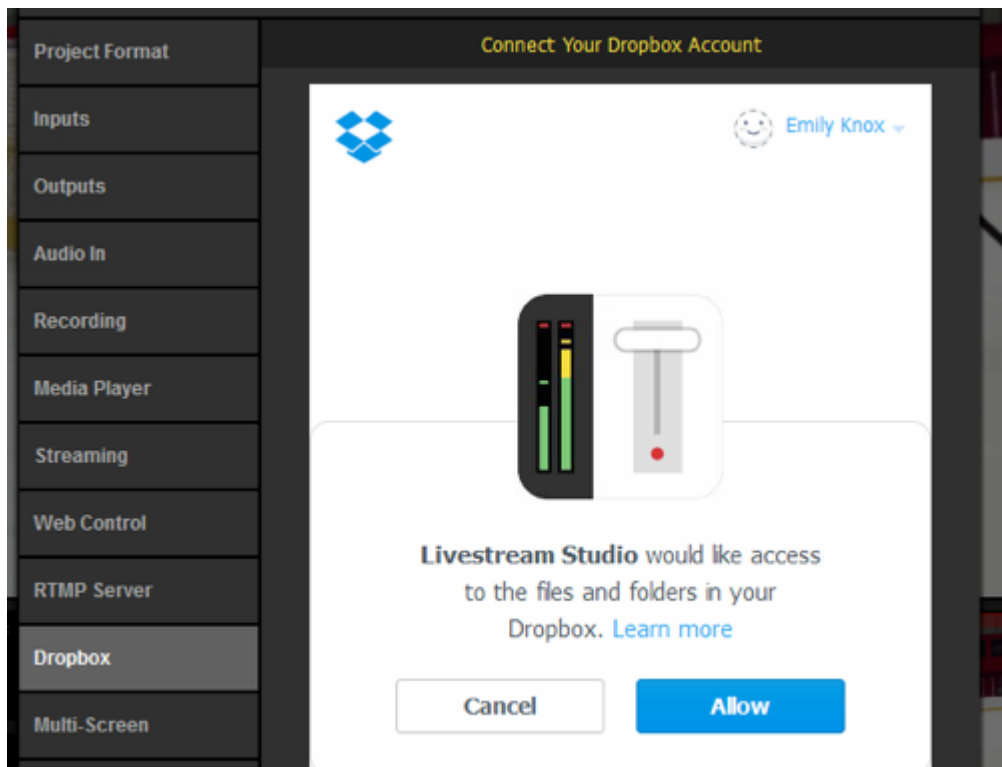 Project Format
Inputs
Outputs
Audio In
Recording
Media Player
Streaming
Web Control
RTMP Server
Dropbox
Multi-Screen
Connect Your Dropbox Account
Emily Knox
Livestream Studio would like access
to the files and folders in your
Dropbox. Learn more
Cancel
Allow